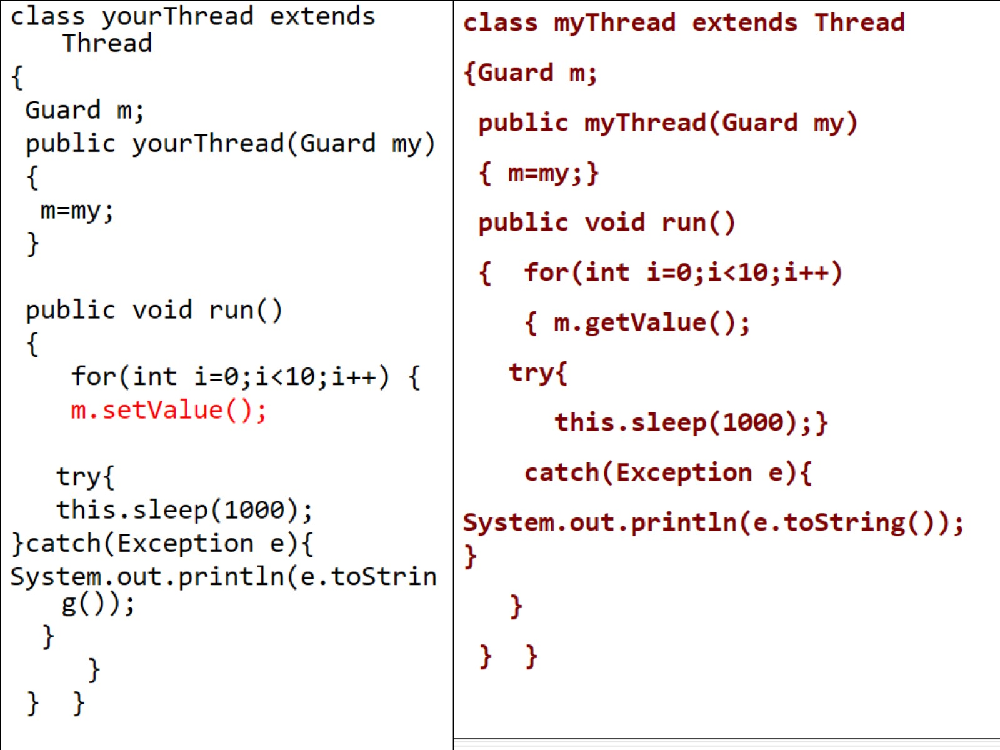 class yourThread extends
Thread
{
Guard m;
public yourThread(Guard my)
{
m=my;
}
public void run()
{
for(int i=0;i<10;i++) {
m.setValue();
try{
this.sleep(1000);
}catch(Exception e){
System.out.println(e.toStrin
g());
}
}
} }
class myThread extends Thread
{Guard m;
public myThread(Guard my)
{ m=my;}
public void run()
{ for(int i=0;i<10;i++)
{ m.getValue();
try{
this.sleep(1000);}
catch(Exception e){
System.out.println(e.toString());
}
}
} }